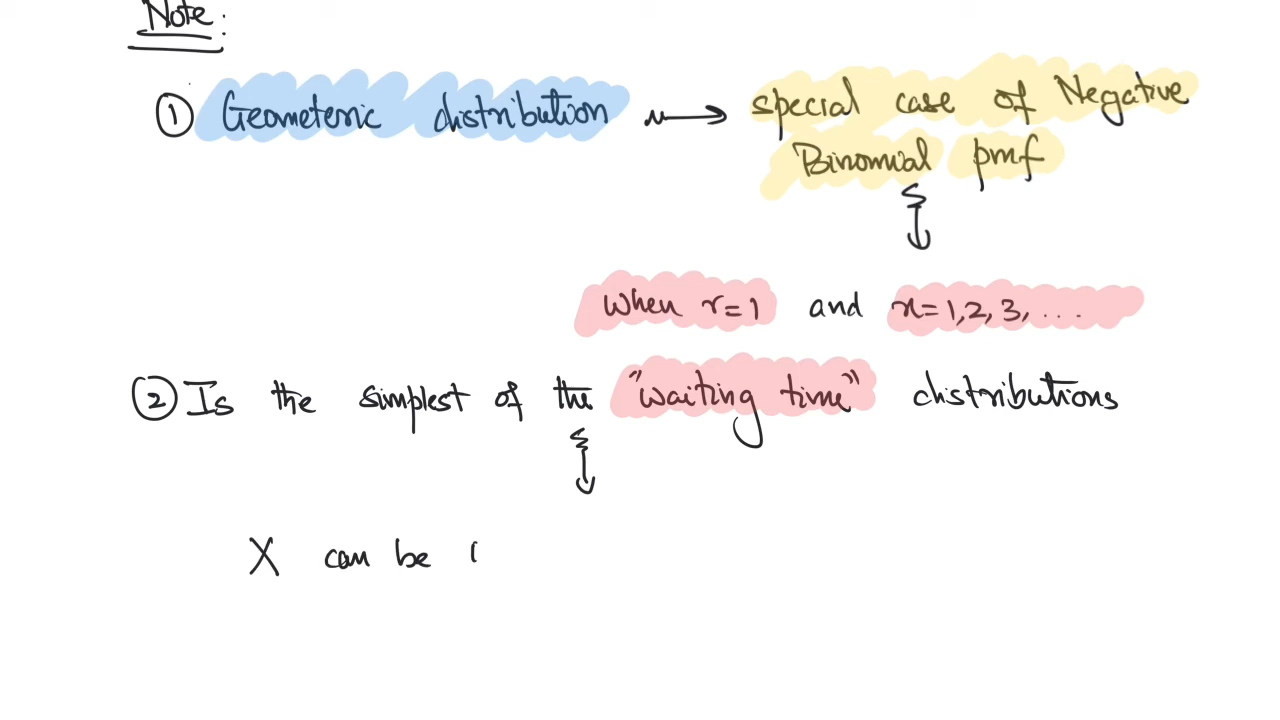 Note:
① Geometeric distribution → special case of Negative
Binomial pmf
When r=1 and x=1,2,3, ...
② Is the simplest of the "waiting time" distributions
X can be